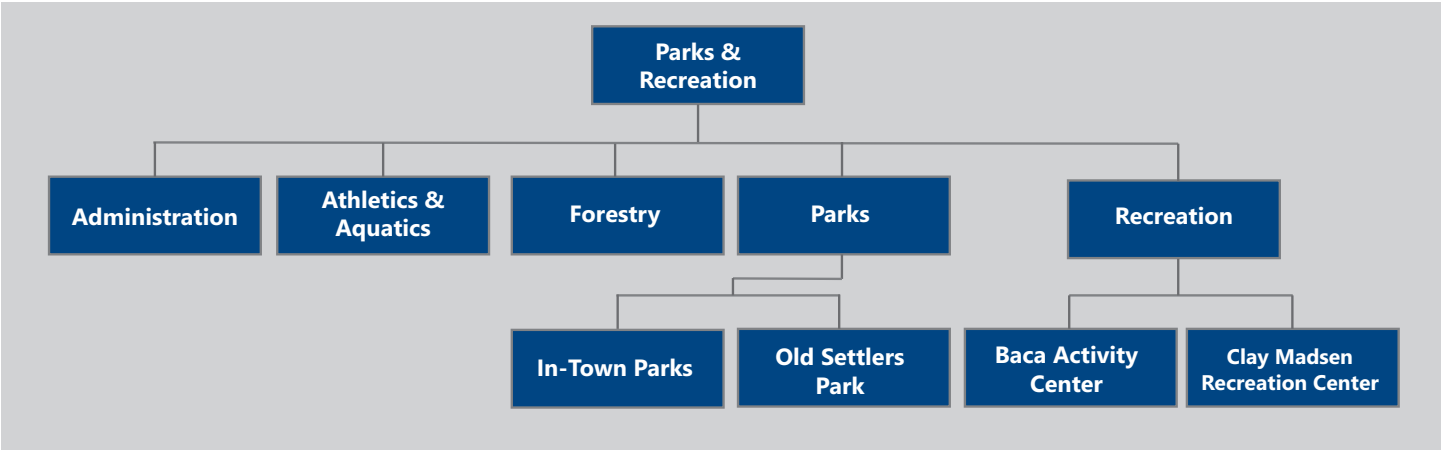 Parks &
Recreation
Administration
Athletics &
Aquatics
Forestry
Parks
Recreation
In-Town Parks
Old Settlers
Park
Baca Activity
Center
Clay Madsen
Recreation Center